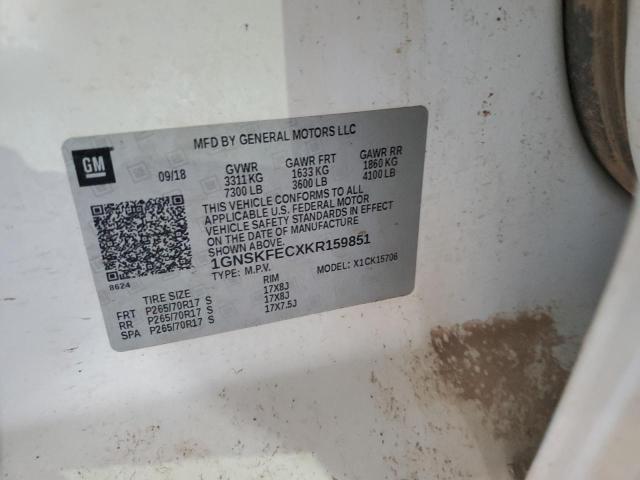 MFD BY GENERAL MOTORS LLC
GM
09/18 GVWR GAWR FRT GAWR RR
3311 KG 1633 KG 1860 KG
7300 LB 3600 LB 4100 LB
THIS VEHICLE CONFORMS TO ALL
APPLICABLE U.S. FEDERAL MOTOR
VEHICLE SAFETY STANDARDS IN EFFECT
ON THE DATE OF MANUFACTURE
SHOWN ABOVE.
1GNSKFECXKR159851
8624 TYPE: M.P.V. MODEL: X1CK15706
TIRE SIZE RIM
FRT P265/70R17 S 17X8J
RR P265/70R17 S 17X8J
SPA P265/70R17 S 17X7.5J